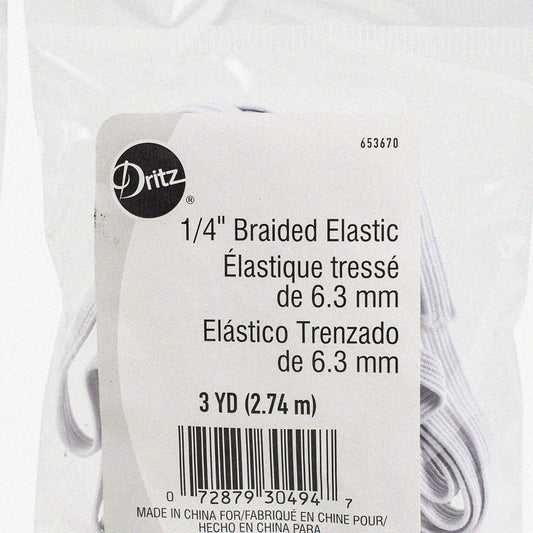 653670
Dritz®
1/4" Braided Elastic
Élastique tressé
de 6.3 mm
Elástico Trenzado
de 6.3 mm
3 YD (2.74 m)
0 72879 30494 7
MADE IN CHINA FOR/FABRIQUÉ EN CHINE POUR/
HECHO EN CHINA PARA